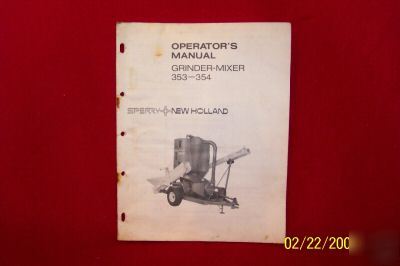 OPERATOR'S
MANUAL
GRINDER-MIXER
353—354
SPERRY NEW HOLLAND
02/22/200